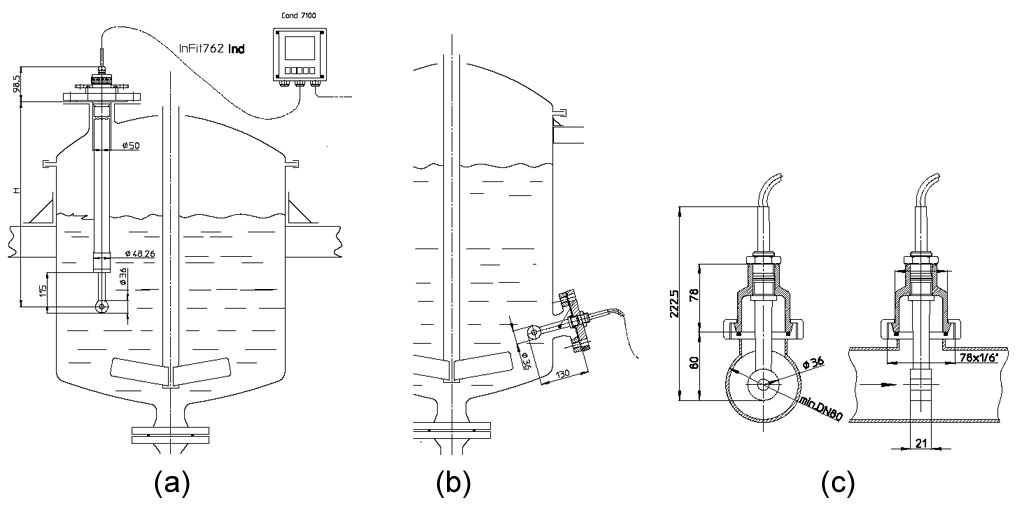 Cond 7100
InFit762 Ind
98.5
ø50
H
ø48.26
ø36
115
ø36
130
222.5
78
80
ø36
min.DN80
78x1/6"
21
(a)
(b)
(c)